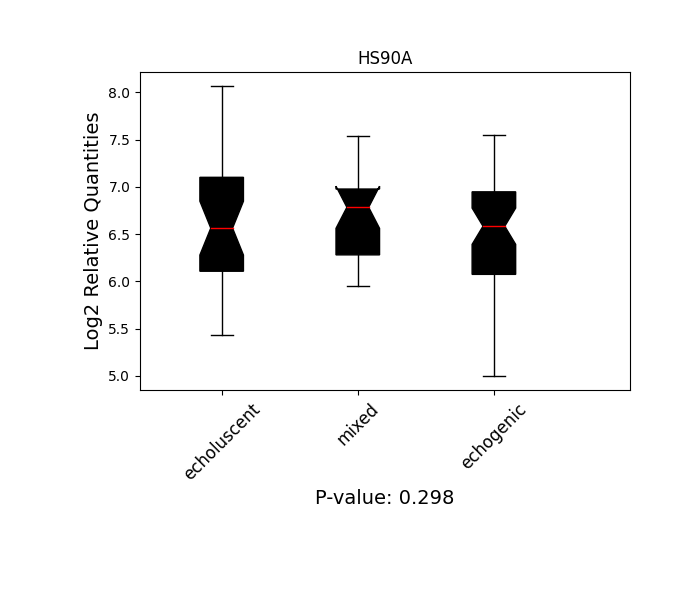 HS90A
Log2 Relative Quantities
8.0
7.5
7.0
6.5
6.0
5.5
5.0
echoluscent
mixed
echogenic
P-value: 0.298